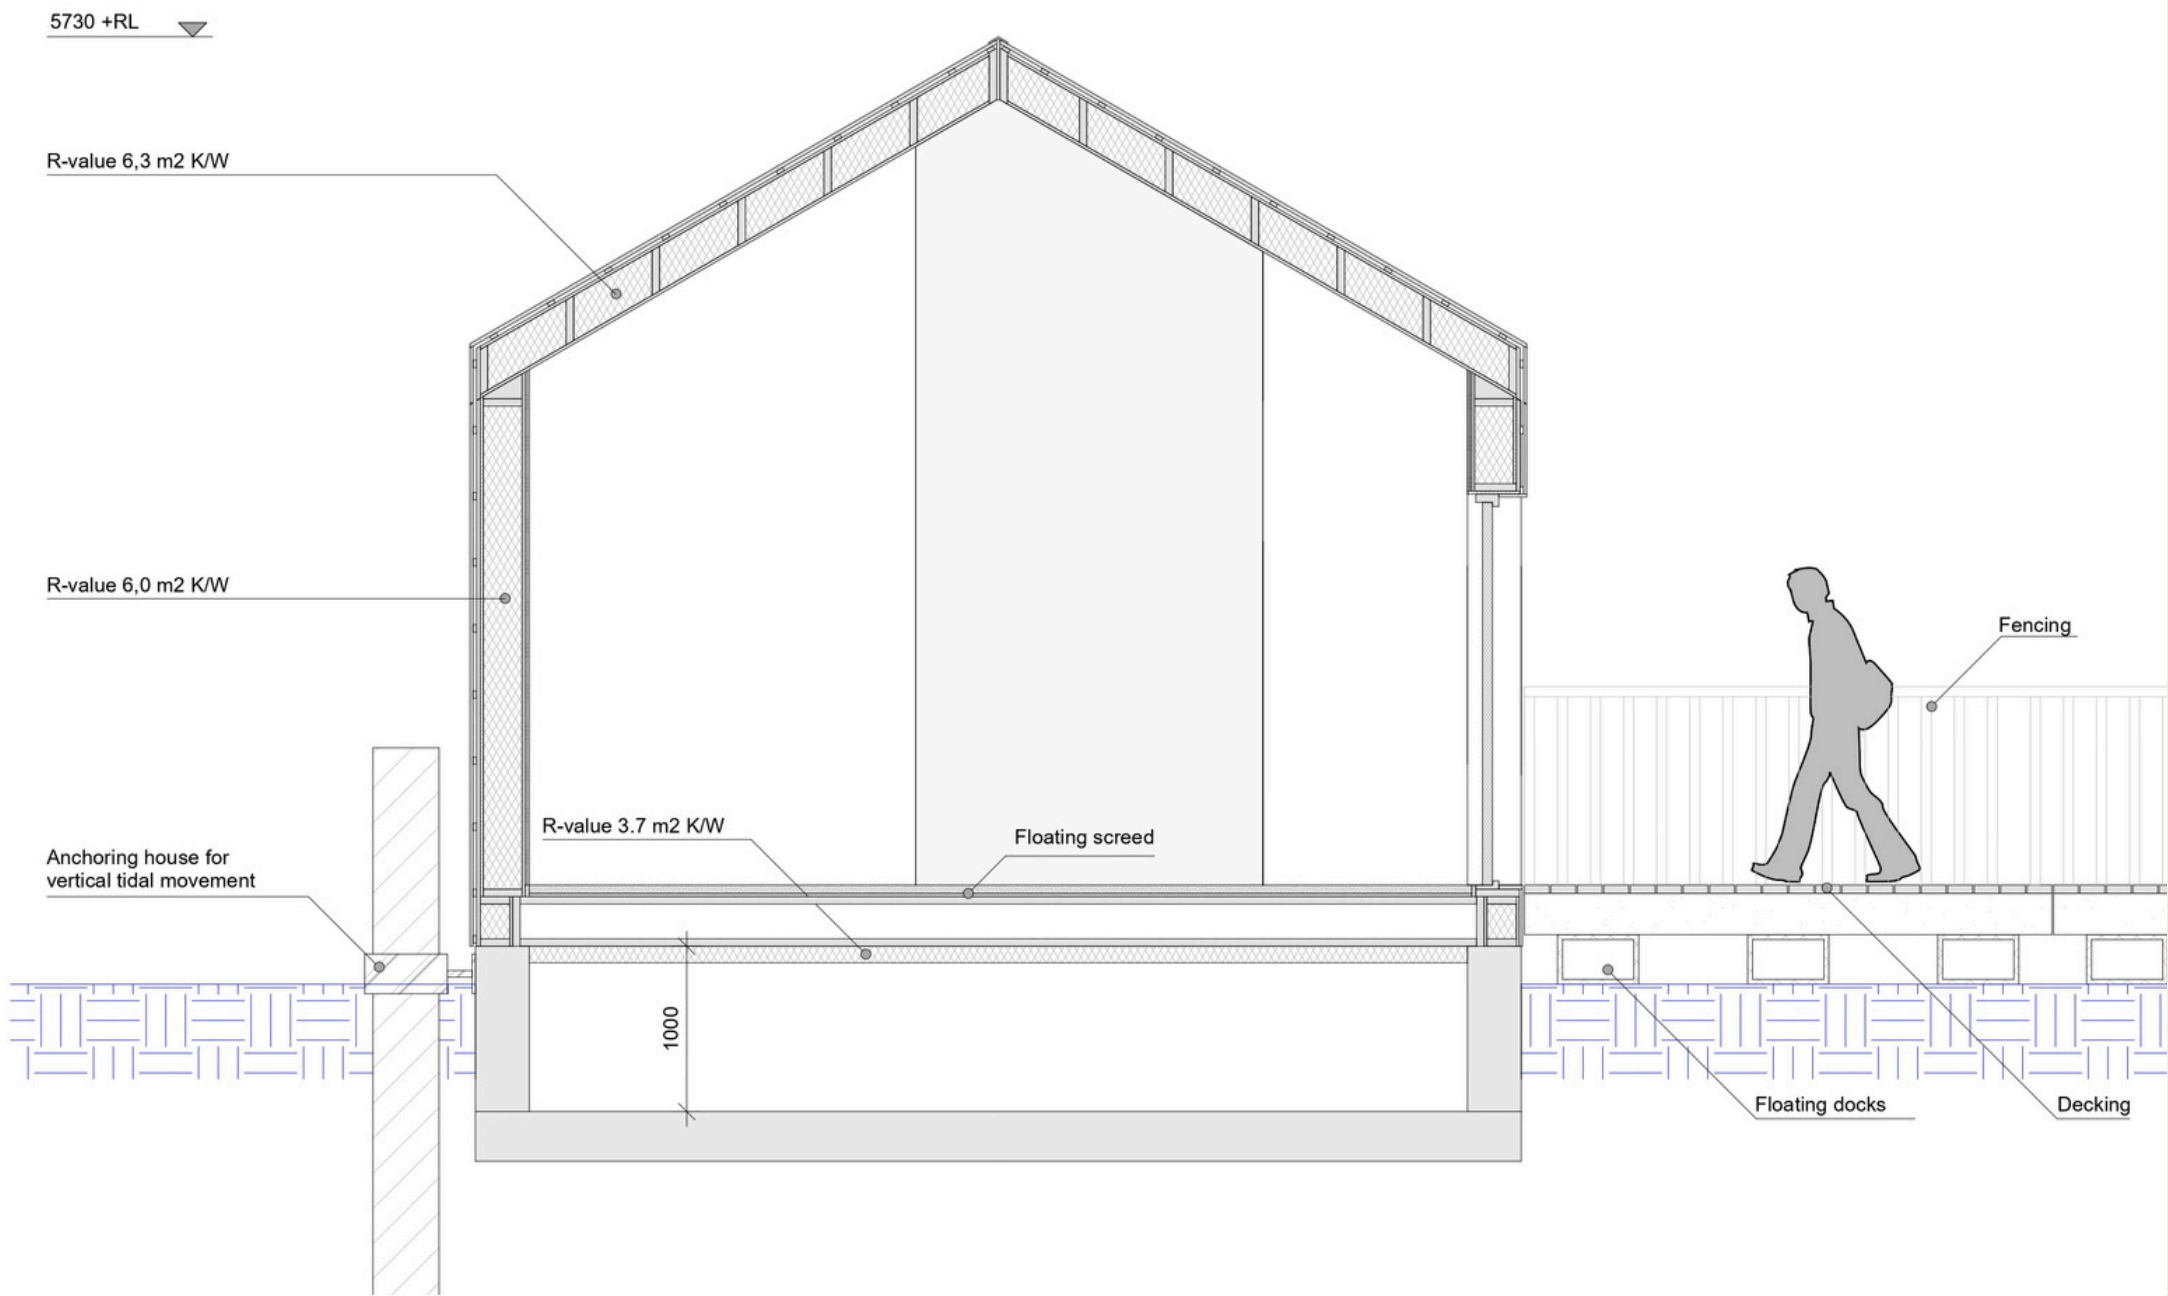 5730 +RL
R-value 6,3 m2 K/W
R-value 6,0 m2 K/W
Fencing
R-value 3.7 m2 K/W
Floating screed
Anchoring house for
vertical tidal movement
1000
Floating docks
Decking